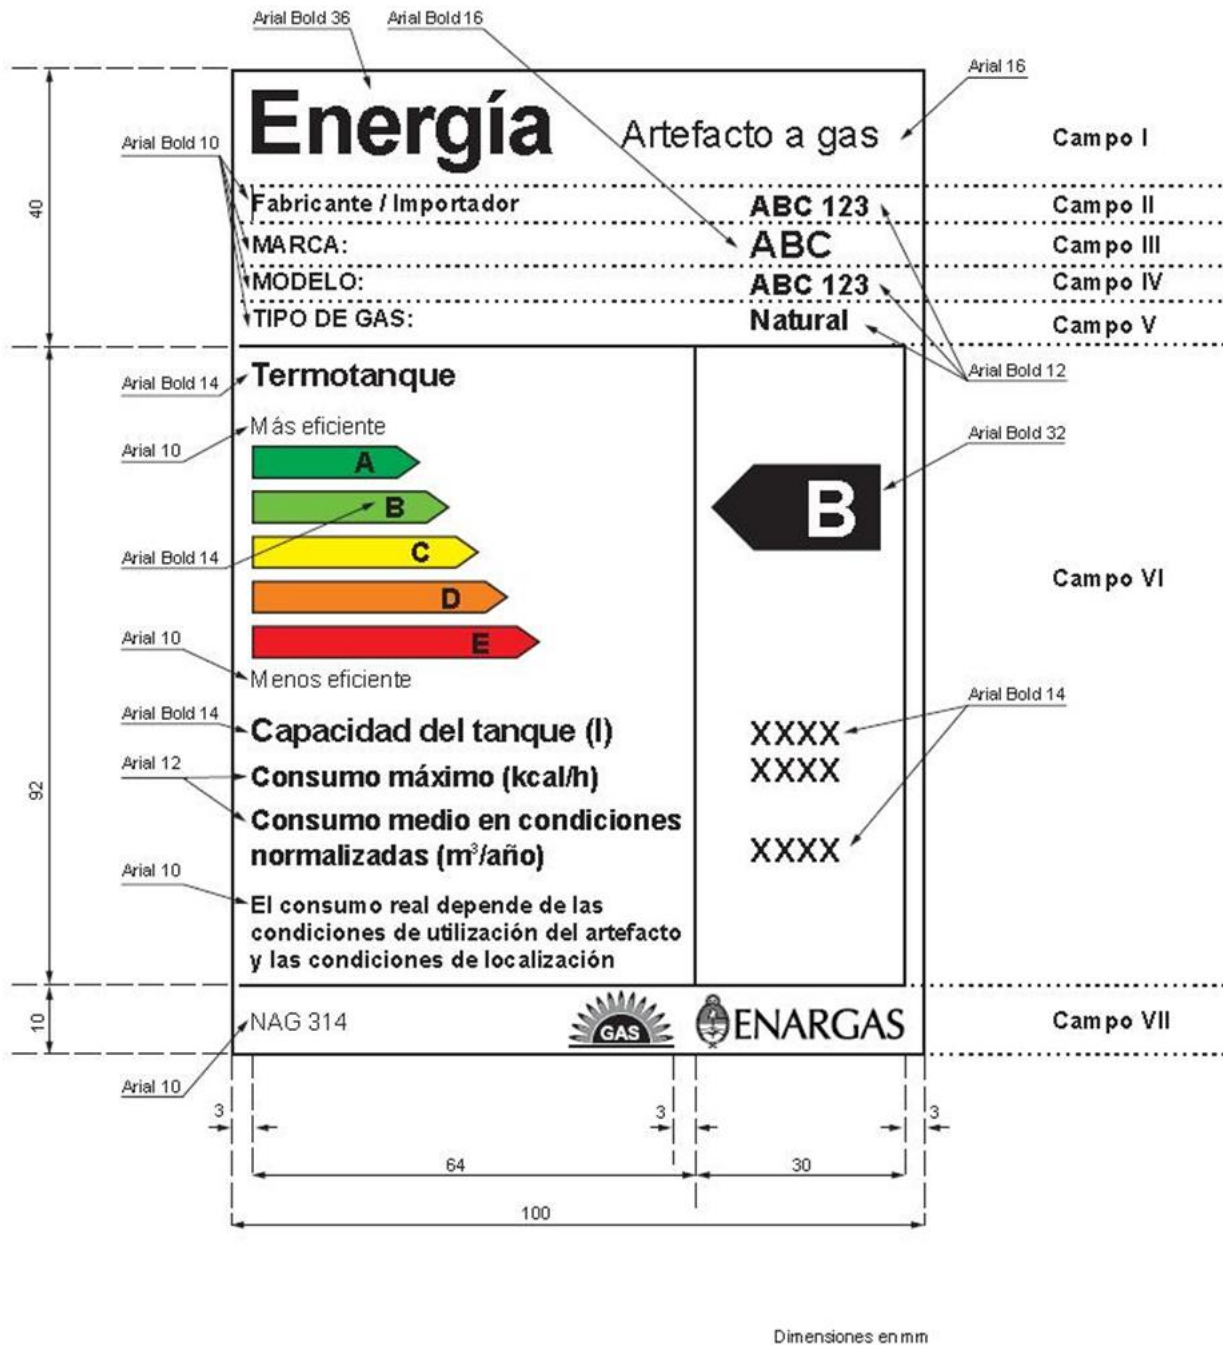 Arial Bold 36
Arial Bold 16
Arial 16
Energía
Artefacto a gas
Campo I
Arial Bold 10
40
Fabricante / Importador
ABC 123
Campo II
MARCA:
ABC
Campo III
MODELO:
ABC 123
Campo IV
TIPO DE GAS:
Natural
Campo V
Arial Bold 14
Termotanque
Arial Bold 12
Más eficiente
Arial 10
Arial Bold 32
A
B
B
Arial Bold 14
C
Campo VI
D
Arial 10
E
Menos eficiente
Arial Bold 14
Arial Bold 14
Capacidad del tanque (l)
XXXX
Arial 12
Consumo máximo (kcal/h)
XXXX
92
Consumo medio en condiciones
normalizadas (m³/año)
XXXX
Arial 10
El consumo real depende de las
condiciones de utilización del artefacto
y las condiciones de localización
10
NAG 314
GAS
ENARGAS
Campo VII
Arial 10
3
3
3
64
30
100
Dimensiones en mm